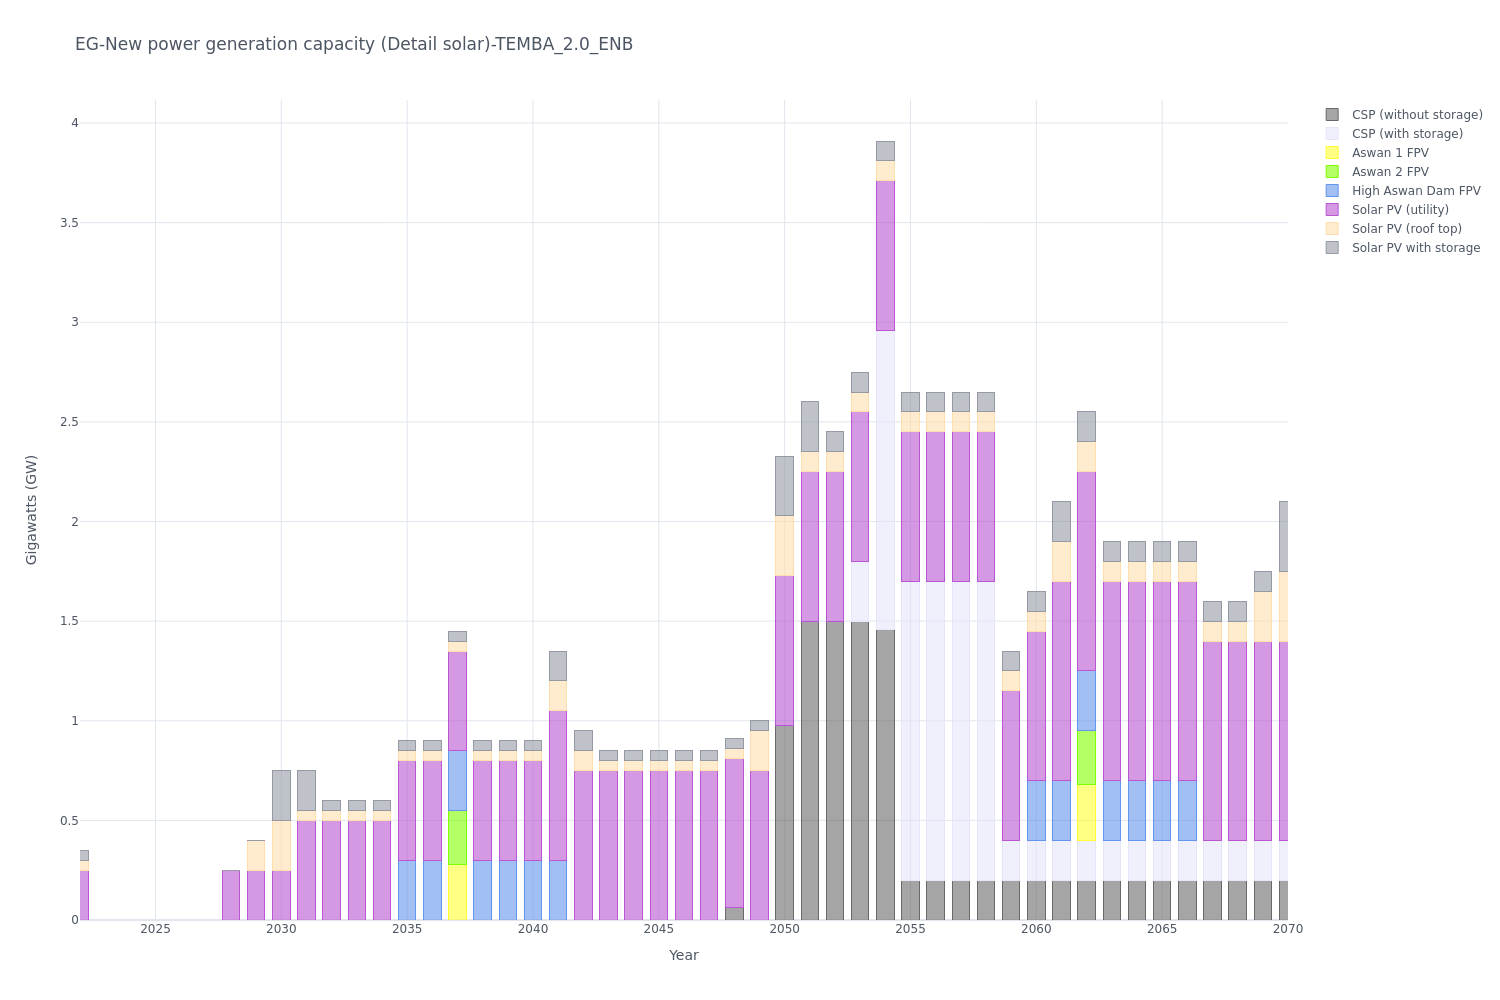 EG-New power generation capacity (Detail solar)-TEMBA_2.0_ENB
CSP (without storage)
CSP (with storage)
Aswan 1 FPV
Aswan 2 FPV
High Aswan Dam FPV
Solar PV (utility)
Solar PV (roof top)
Solar PV with storage
Gigawatts (GW)
4
3.5
3
2.5
2
1.5
1
0.5
0
2025
2030
2035
2040
2045
2050
2055
2060
2065
2070
Year